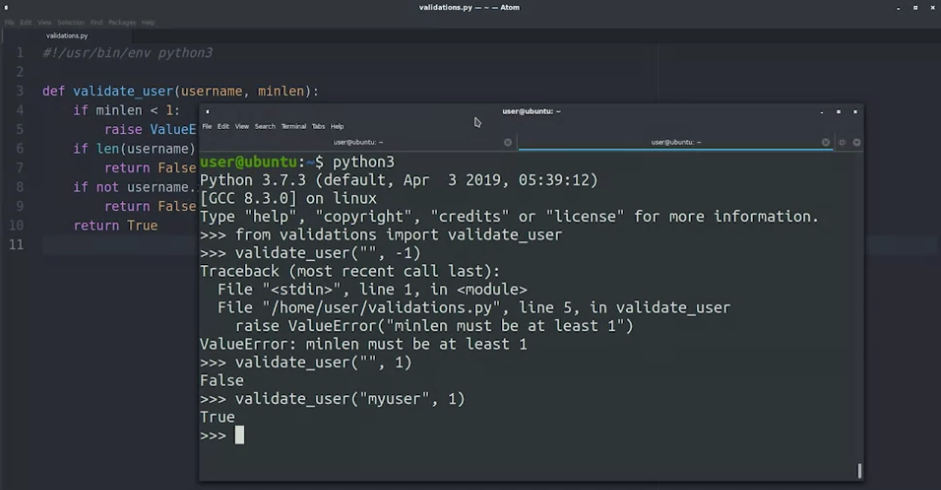 validations.py — ~ — Atom
File Edit View Selection Find Packages Help
validations.py
1 #!/usr/bin/env python3
2
3 def validate_user(username, minlen):
4 if minlen < 1:
5 raise ValueE
6 if len(username)
7 return False
8 if not username.
9 return False
10 return True
11
user@ubuntu: ~
File Edit View Search Terminal Tabs Help
user@ubuntu: ~ user@ubuntu: ~
user@ubuntu:~$ python3
Python 3.7.3 (default, Apr  3 2019, 05:39:12)
[GCC 8.3.0] on linux
Type "help", "copyright", "credits" or "license" for more information.
>>> from validations import validate_user
>>> validate_user("", -1)
Traceback (most recent call last):
  File "<stdin>", line 1, in <module>
  File "/home/user/validations.py", line 5, in validate_user
    raise ValueError("minlen must be at least 1")
ValueError: minlen must be at least 1
>>> validate_user("", 1)
False
>>> validate_user("myuser", 1)
True
>>>